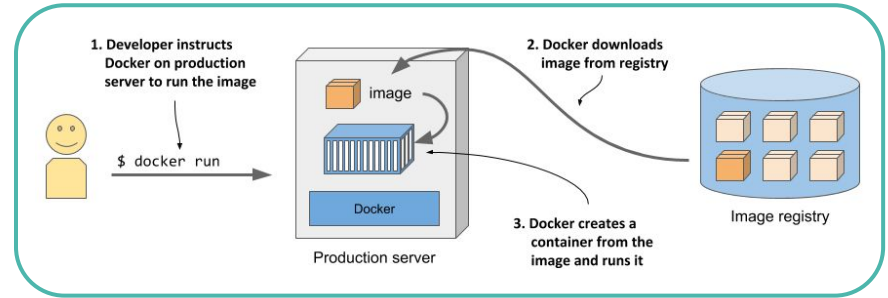 1. Developer instructs
Docker on production
server to run the image
$ docker run
image
Docker
Production server
2. Docker downloads
image from registry
3. Docker creates a
container from the
image and runs it
Image registry